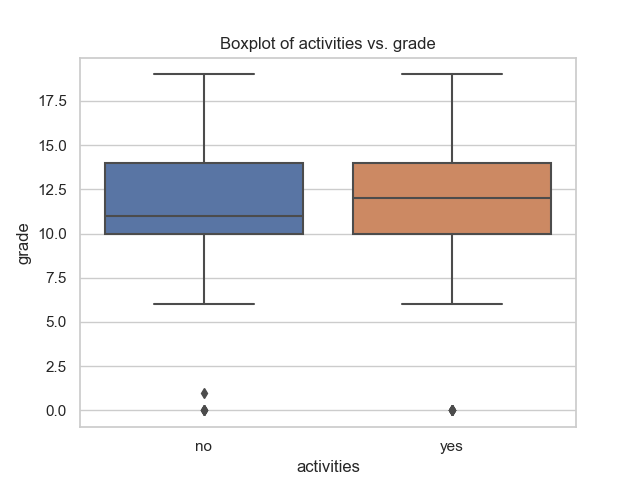 Boxplot of activities vs. grade
17.5
15.0
12.5
10.0
7.5
5.0
2.5
0.0
grade
no yes
activities